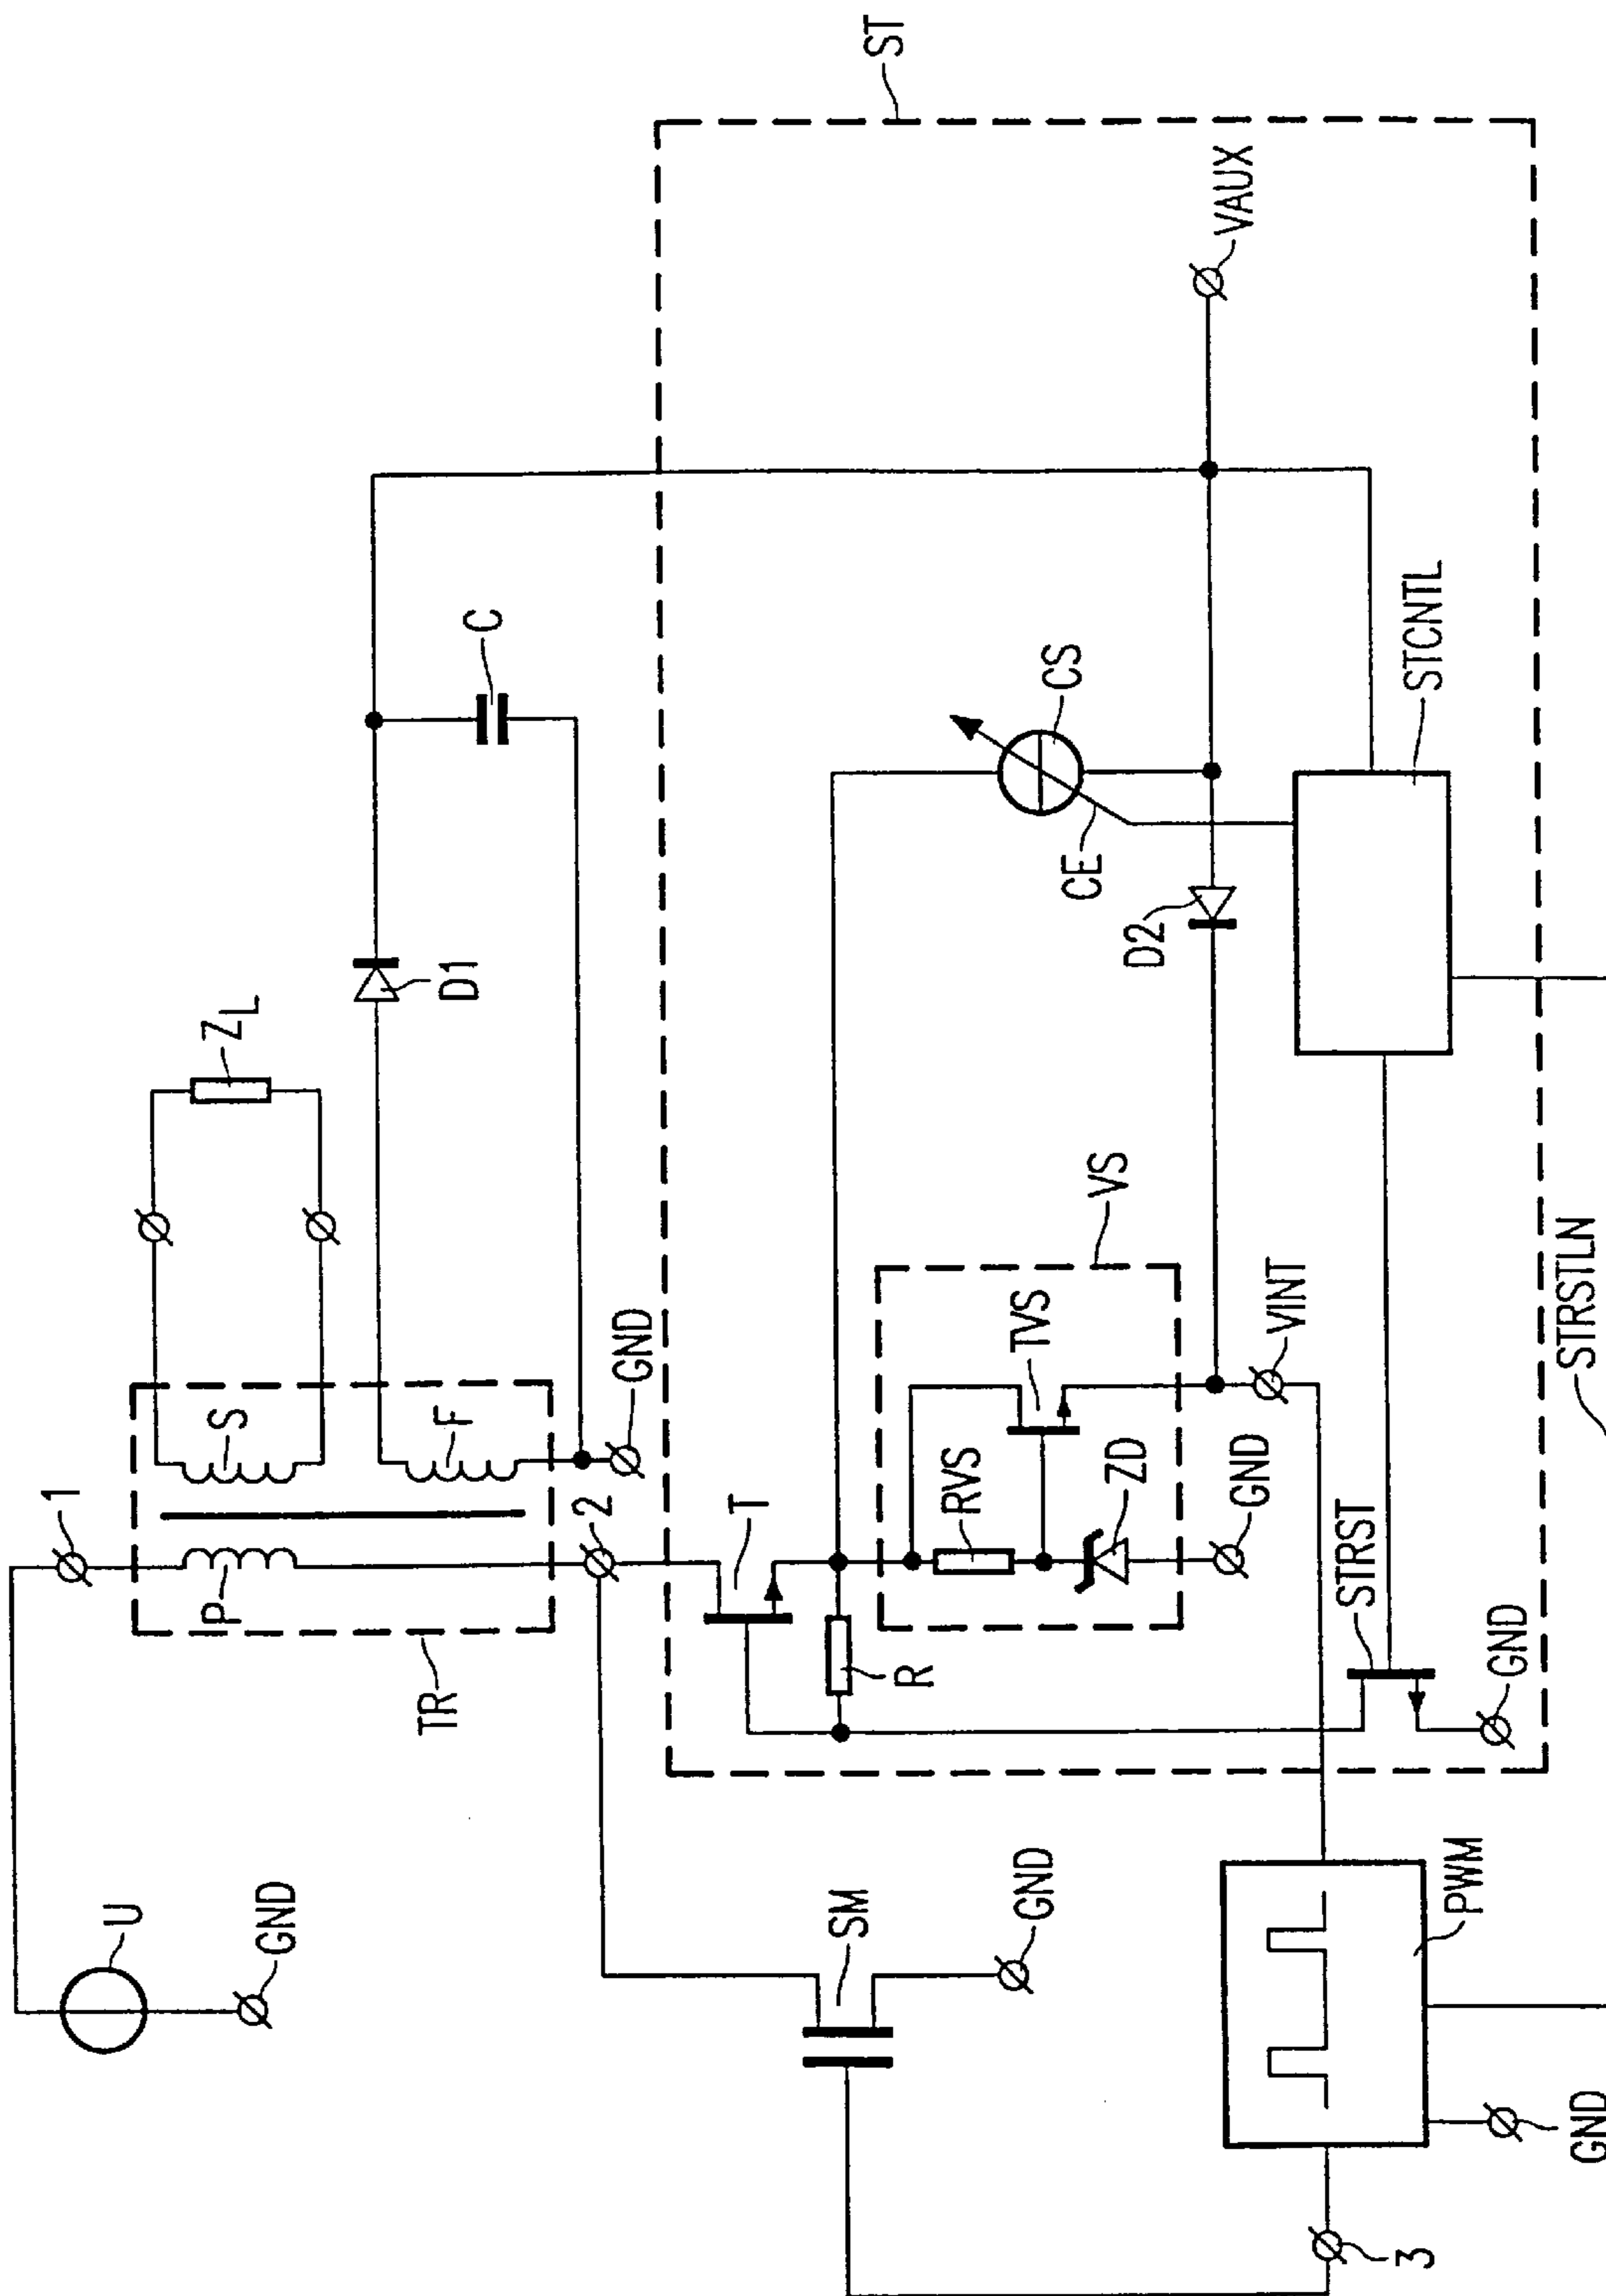 U
GND
1
P
S
F
TR
Z_L
D1
C
GND
2
ST
T
R
RVS
TVS
ZD
GND
VS
VINT
CS
CE
D2
VAUX
STCNTL
STRST
GND
STRSTLN
SM
GND
PWM
GND
3